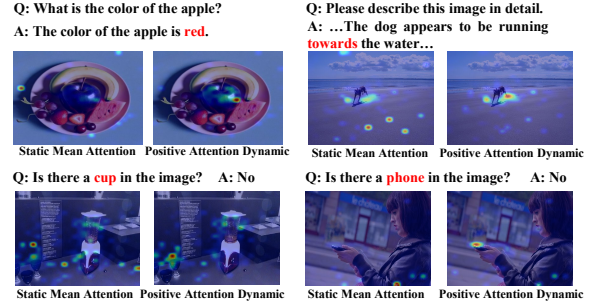 Q: What is the color of the apple?
A: The color of the apple is red.
Static Mean Attention Positive Attention Dynamic
Q: Please describe this image in detail.
A: …The dog appears to be running
towards the water…
Static Mean Attention Positive Attention Dynamic
Q: Is there a cup in the image? A: No
Static Mean Attention Positive Attention Dynamic
Q: Is there a phone in the image? A: No
Static Mean Attention Positive Attention Dynamic